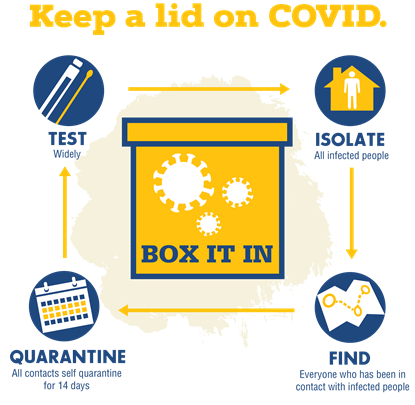 Keep a lid on COVID.
TEST
Widely
ISOLATE
All infected people
BOX IT IN
QUARANTINE
All contacts self quarantine
for 14 days
FIND
Everyone who has been in
contact with infected people